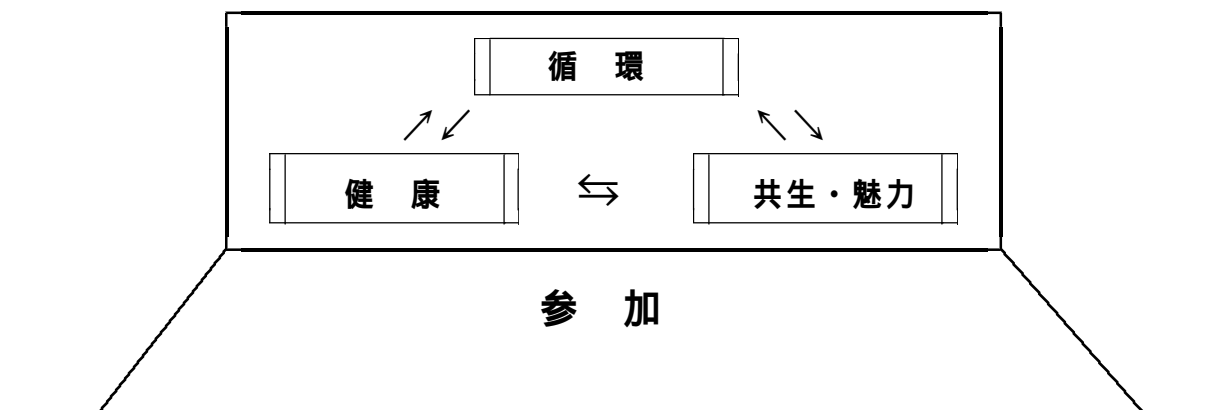 循 環
健 康 ⇆ 共生・魅力
参 加